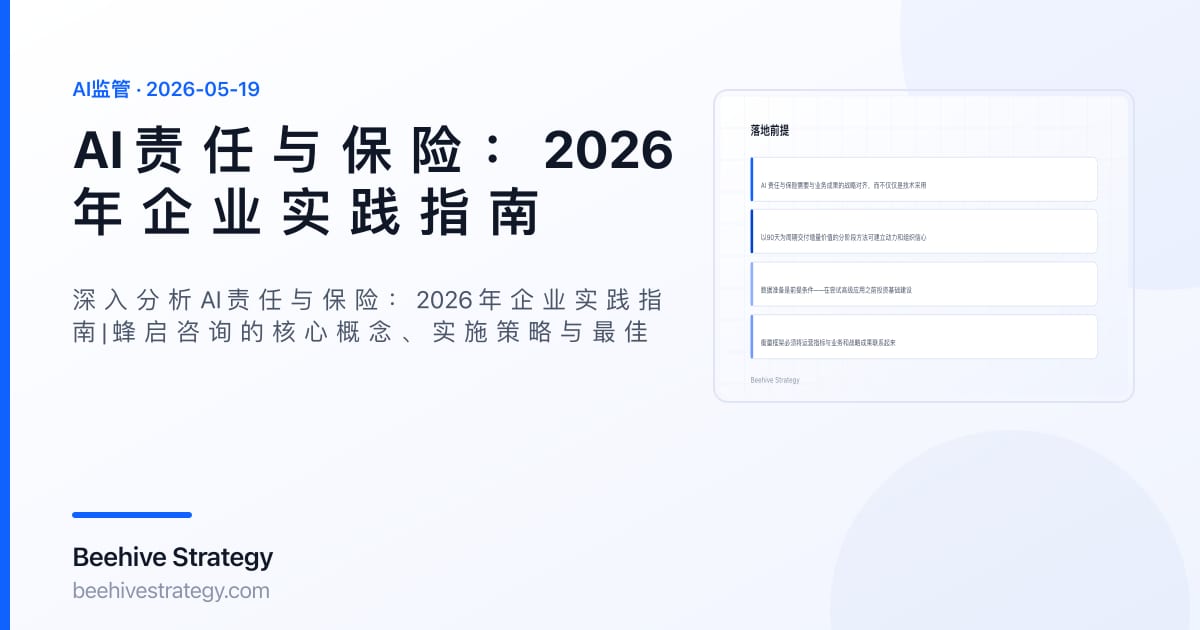 AI监管 · 2026-05-19
AI责任与保险：2026
年企业实践指南
深入分析AI责任与保险：2026年企业实践指
南|蜂启咨询的核心概念、实施策略与最佳
Beehive Strategy
beehivestrategy.com
落地前提
AI 责任与保险需要与业务成果的战略对齐，而不仅仅是技术采用
以90天为周期交付增量价值的分阶段方法可建立动力和组织信心
数据准备是前提条件——在尝试高级应用之前投资基础建设
衡量框架必须将运营指标与业务和战略成果联系起来
Beehive Strategy